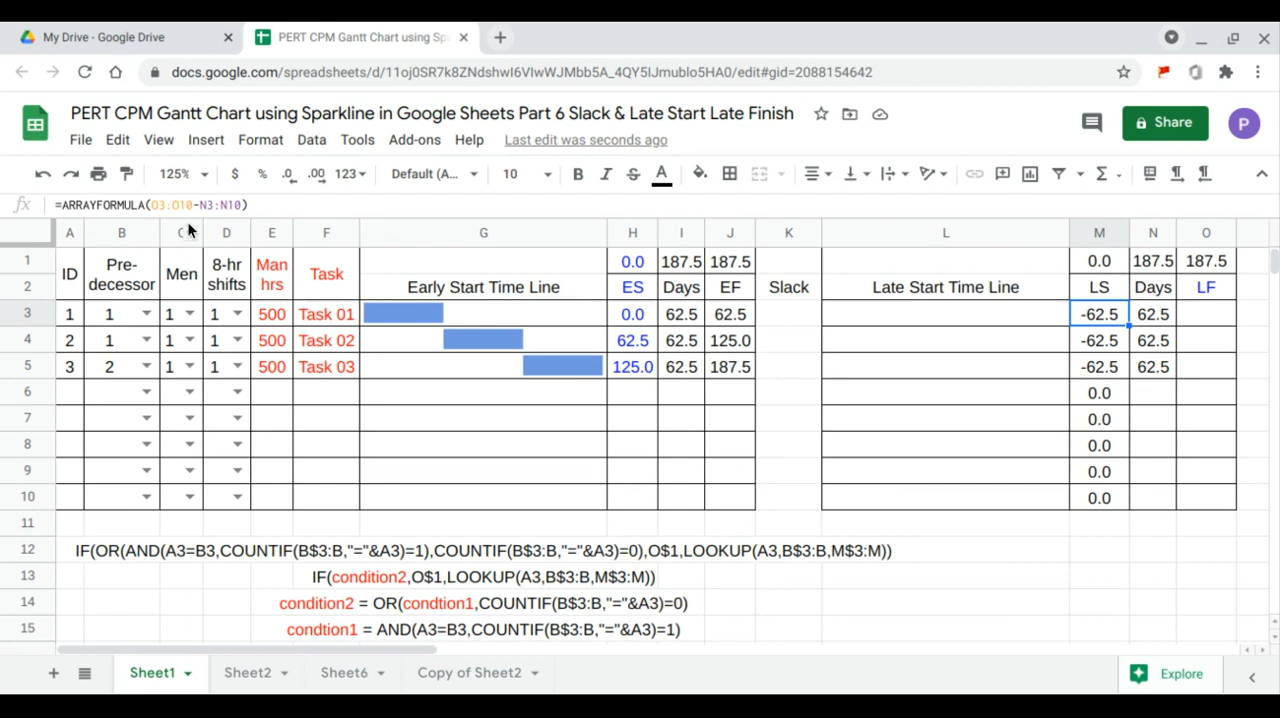 My Drive - Google Drive
PERT CPM Gantt Chart using Spa
docs.google.com/spreadsheets/d/11oj0SR7k8ZNdshwI6VIwWJMbb5A_4QY5IJmublo5HA0/edit#gid=2088154642
PERT CPM Gantt Chart using Sparkline in Google Sheets Part 6 Slack & Late Start Late Finish
Share
P
File Edit View Insert Format Data Tools Add-ons Help Last edit was seconds ago
125% $ % .0 .00 123 Default (A... 10 B I S A
fx =ARRAYFORMULA(O3:O10-N3:N10)
A B C D E F G H I J K L M N O
1 ID Pre- Men 8-hr Man Task 0.0 187.5 187.5 0.0 187.5 187.5
2 decessor shifts hrs Early Start Time Line ES Days EF Slack Late Start Time Line LS Days LF
3 1 1 1 1 500 Task 01 0.0 62.5 62.5 -62.5 62.5
4 2 1 1 1 500 Task 02 62.5 62.5 125.0 -62.5 62.5
5 3 2 1 1 500 Task 03 125.0 62.5 187.5 -62.5 62.5
6 0.0
7 0.0
8 0.0
9 0.0
10 0.0
11
12 IF(OR(AND(A3=B3,COUNTIF(B$3:B,"="&A3)=1),COUNTIF(B$3:B,"="&A3)=0),O$1,LOOKUP(A3,B$3:B,M$3:M))
13 IF(condition2,O$1,LOOKUP(A3,B$3:B,M$3:M))
14 condition2 = OR(condtion1,COUNTIF(B$3:B,"="&A3)=0)
15 condtion1 = AND(A3=B3,COUNTIF(B$3:B,"="&A3)=1)
Sheet1 Sheet2 Sheet6 Copy of Sheet2 Explore